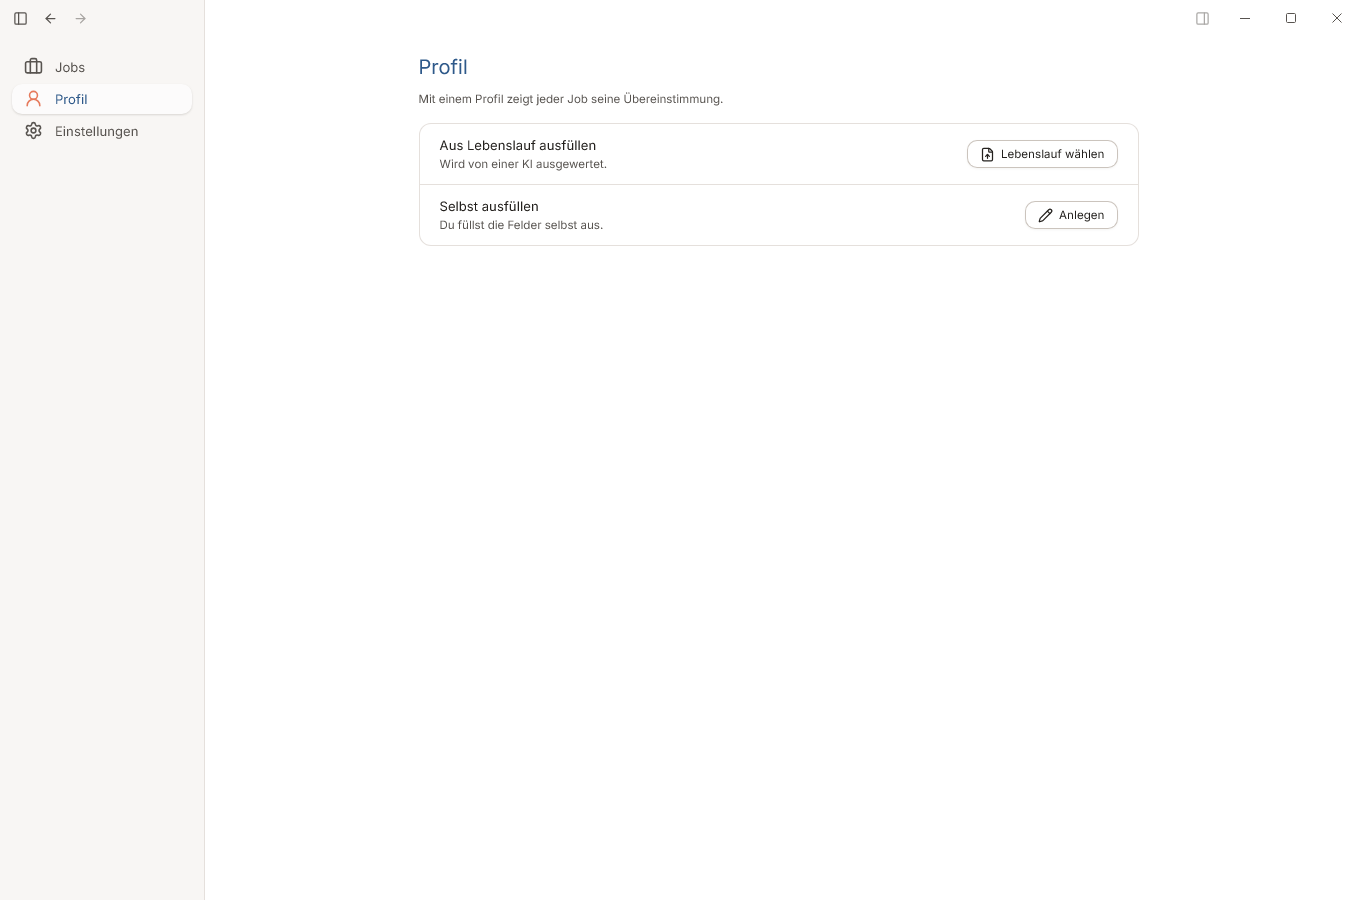 Jobs
Profil
Einstellungen
Profil
Mit einem Profil zeigt jeder Job seine Übereinstimmung.
Aus Lebenslauf ausfüllen
Wird von einer KI ausgewertet.
Lebenslauf wählen
Selbst ausfüllen
Du füllst die Felder selbst aus.
Anlegen